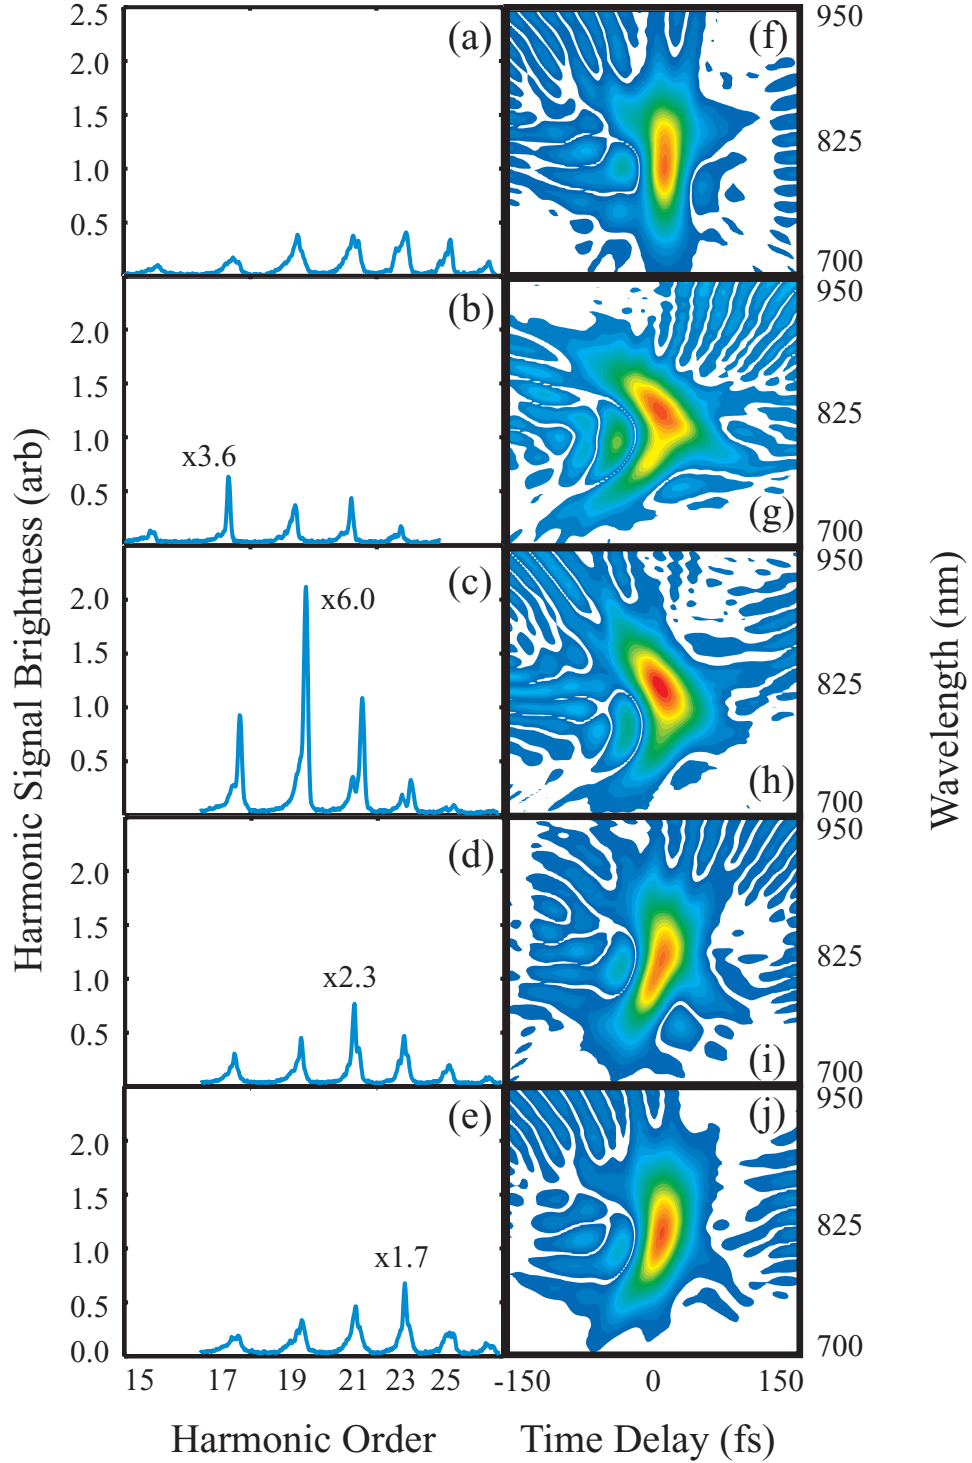 Harmonic Signal Brightness (arb)
2.5
2.0
1.5
1.0
0.5
(a)
(f)
950
825
700
2.0
1.5
1.0
0.5
(b)
x3.6
(g)
950
825
700
2.0
1.5
1.0
0.5
(c)
x6.0
(h)
950
825
700
2.0
1.5
1.0
0.5
(d)
x2.3
(i)
950
825
700
2.0
1.5
1.0
0.5
0.0
(e)
x1.7
(j)
950
825
700
Wavelength (nm)
15 17 19 21 23 25
-150 0 150
Harmonic Order
Time Delay (fs)